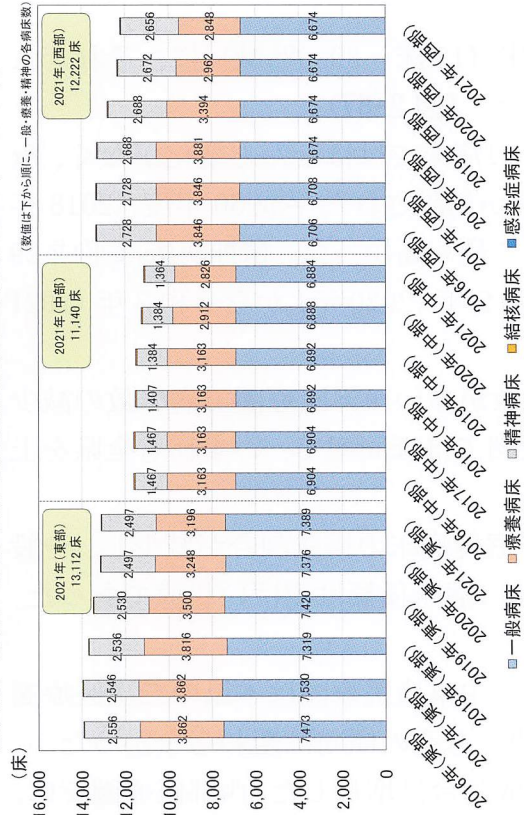 (床)
(数値は下から順に、一般・療養・精神の各病床数)
16,000
14,000
12,000
10,000
8,000
6,000
4,000
2,000
0
2021年(東部)
13,112 床
2021年(中部)
11,140 床
2021年(西部)
12,222 床
2,556 2,546 2,536 2,530 2,497 2,497 1,467 1,467 1,407 1,384 1,384 1,364 2,728 2,728 2,688 2,688 2,672 2,656
3,862 3,862 3,816 3,500 3,248 3,196 3,163 3,163 3,163 3,163 2,912 2,826 3,846 3,846 3,881 3,394 2,962 2,848
7,473 7,530 7,319 7,420 7,376 7,389 6,904 6,904 6,892 6,892 6,888 6,884 6,706 6,708 6,674 6,674 6,674 6,674
2016年(東部)
2017年(東部)
2018年(東部)
2019年(東部)
2020年(東部)
2021年(東部)
2016年(中部)
2017年(中部)
2018年(中部)
2019年(中部)
2020年(中部)
2021年(中部)
2016年(西部)
2017年(西部)
2018年(西部)
2019年(西部)
2020年(西部)
2021年(西部)
一般病床 療養病床 精神病床 結核病床 感染症病床